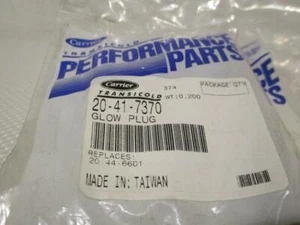 Carrier
TRANSICOLD
PERFORMANCE
PARTS
Carrier
TRANSICOLD
374
PACKAGE QTY
WT:0.200
20-41-7370
GLOW PLUG
REPLACES:
20 44-6601
MADE IN: TAIWAN